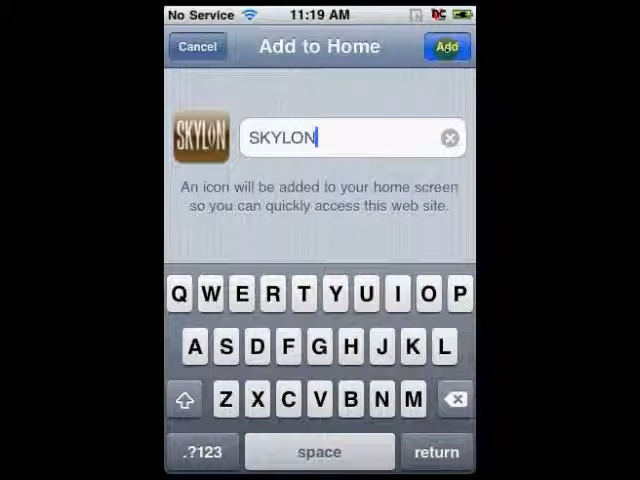 No Service 11:19 AM
Cancel Add to Home Add
SKYLON SKYLON
An icon will be added to your home screen
so you can quickly access this web site.
Q W E R T Y U I O P
A S D F G H J K L
Z X C V B N M
.?123 space return